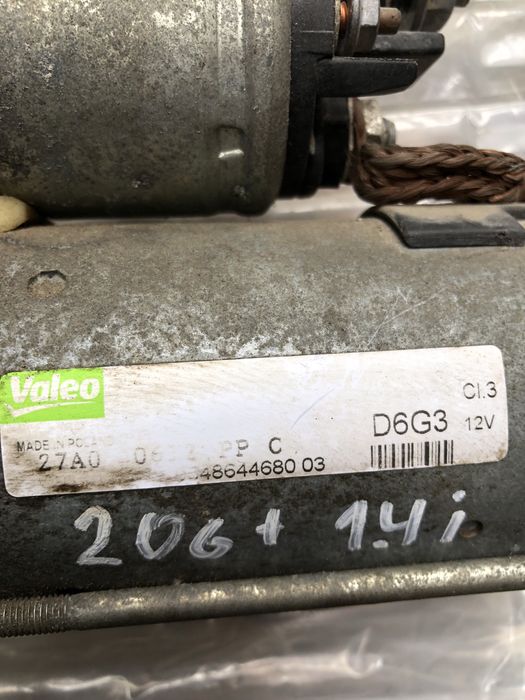 Valeo
Cl.3
D6G3 12V
MADE IN POLAND
27A0 PP C
48644680 03
206+ 1.4i